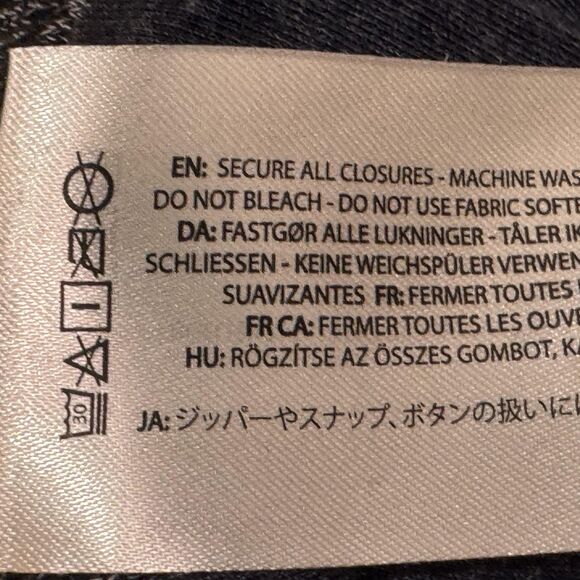 EN: SECURE ALL CLOSURES - MACHINE WAS
DO NOT BLEACH - DO NOT USE FABRIC SOFTE
DA: FASTGØR ALLE LUKNINGER - TÅLER IK
SCHLIESSEN - KEINE WEICHSPÜLER VERWEN
SUAVIZANTES FR: FERMER TOUTES
FR CA: FERMER TOUTES LES OUVE
HU: RÖGZÍTSE AZ ÖSSZES GOMBOT, KA
JA: ジッパーやスナップ、ボタンの扱いには
30